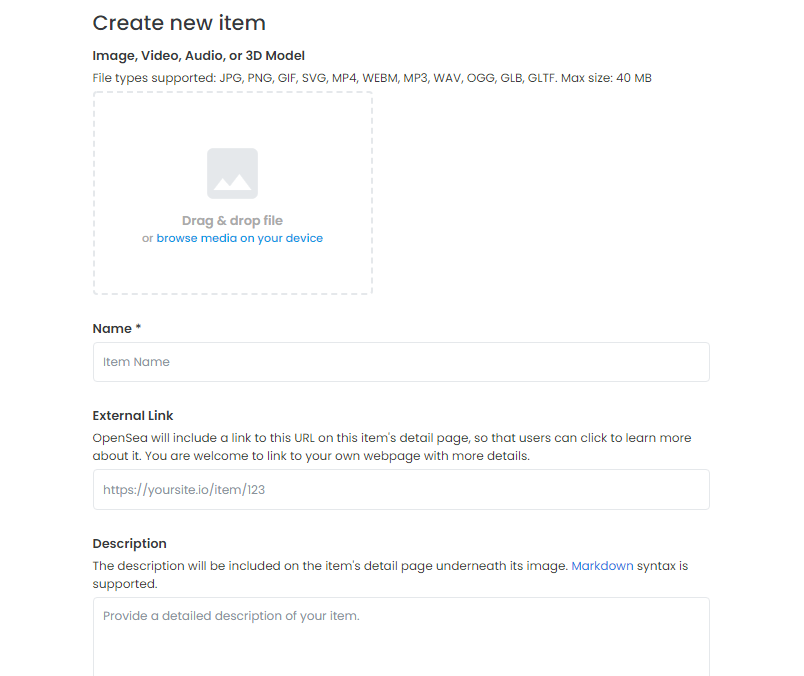 Create new item
Image, Video, Audio, or 3D Model
File types supported: JPG, PNG, GIF, SVG, MP4, WEBM, MP3, WAV, OGG, GLB, GLTF. Max size: 40 MB
Drag & drop file
or browse media on your device
Name *
Item Name
External Link
OpenSea will include a link to this URL on this item's detail page, so that users can click to learn more
about it. You are welcome to link to your own webpage with more details.
https://yoursite.io/item/123
Description
The description will be included on the item's detail page underneath its image. Markdown syntax is
supported.
Provide a detailed description of your item.